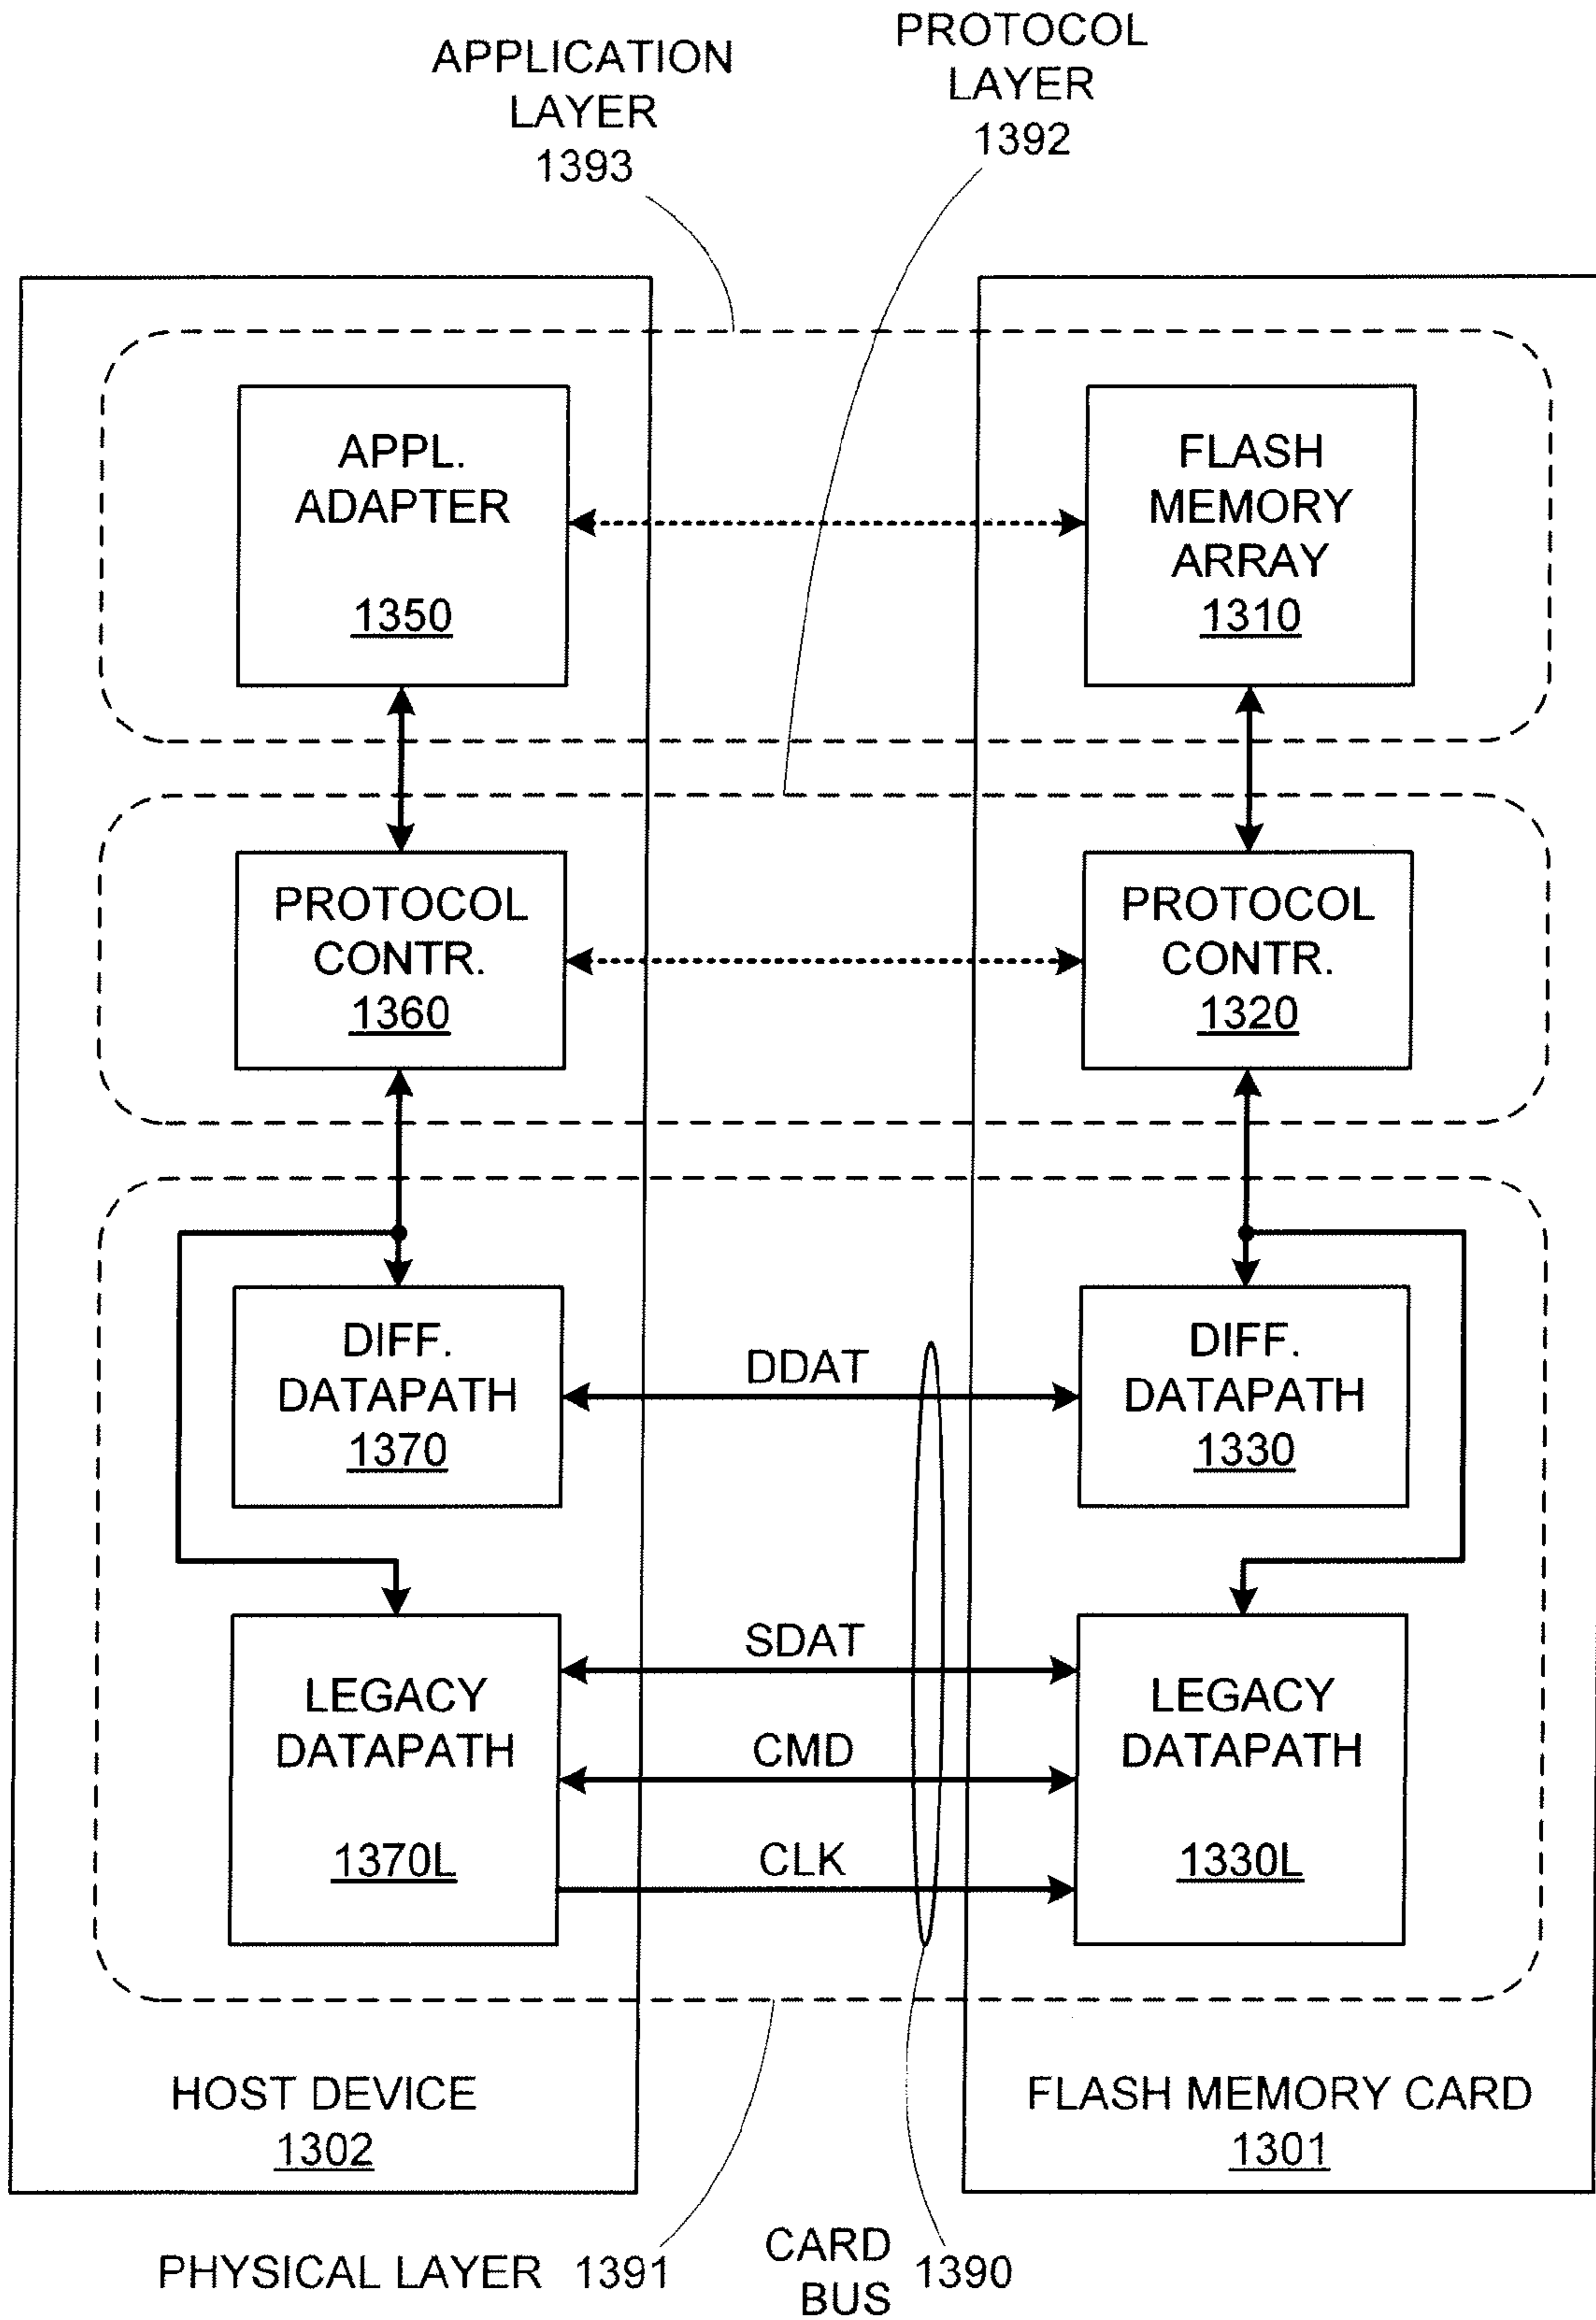 APPLICATION
LAYER
1393
PROTOCOL
LAYER
1392
APPL.
ADAPTER
1350
FLASH
MEMORY
ARRAY
1310
PROTOCOL
CONTR.
1360
PROTOCOL
CONTR.
1320
DIFF.
DATAPATH
1370
DDAT
DIFF.
DATAPATH
1330
LEGACY
DATAPATH
1370L
SDAT
CMD
CLK
LEGACY
DATAPATH
1330L
HOST DEVICE
1302
FLASH MEMORY CARD
1301
PHYSICAL LAYER 1391
CARD
BUS
1390